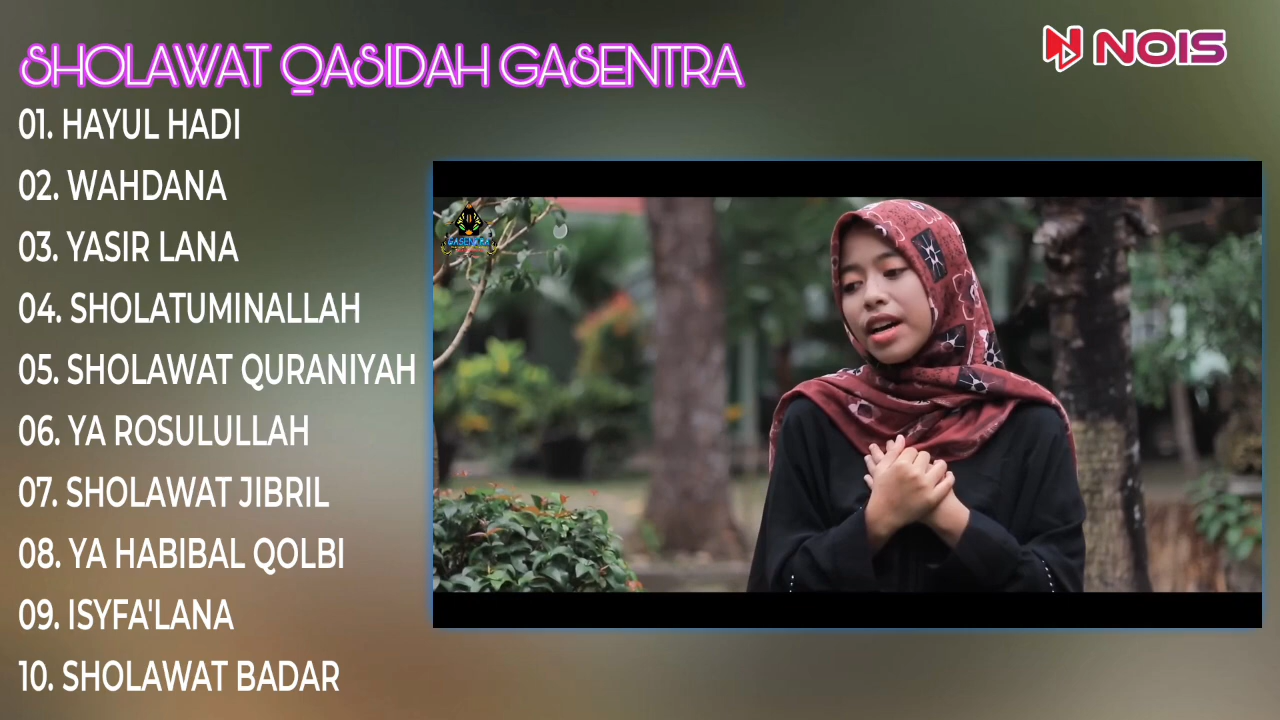 SHOLAWAT QASIDAH GASENTRA
NOIS
01. HAYUL HADI
02. WAHDANA
03. YASIR LANA
04. SHOLATUMINALLAH
05. SHOLAWAT QURANIYAH
06. YA ROSULULLAH
07. SHOLAWAT JIBRIL
08. YA HABIBAL QOLBI
09. ISYFA'LANA
10. SHOLAWAT BADAR
GASENTRA